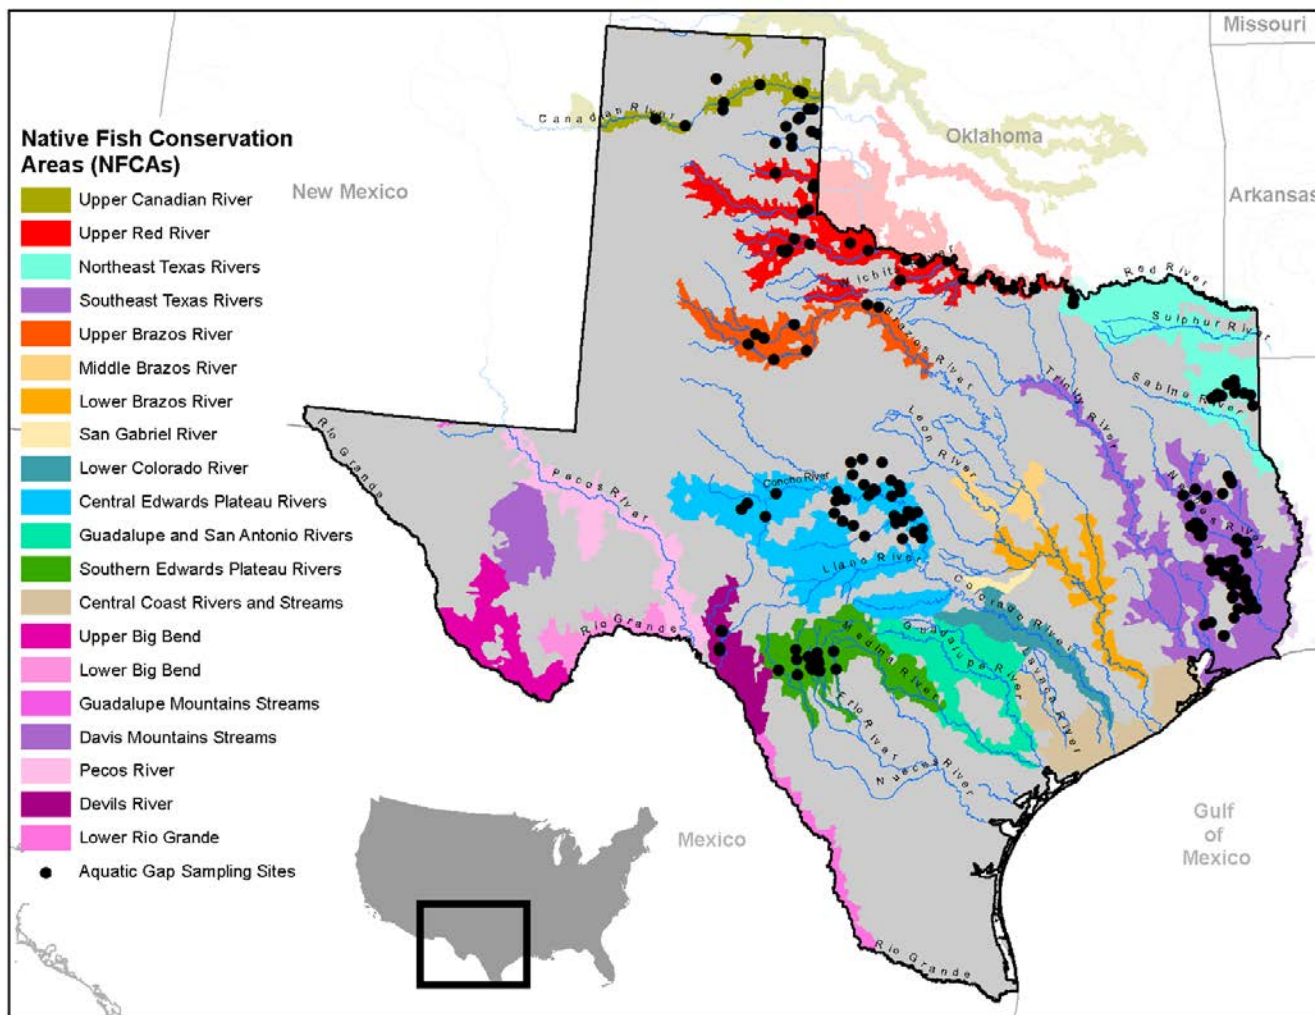 Missouri
Oklahoma
Arkansas
New Mexico
Native Fish Conservation
Areas (NFCAs)
Upper Canadian River
Upper Red River
Northeast Texas Rivers
Southeast Texas Rivers
Upper Brazos River
Middle Brazos River
Lower Brazos River
San Gabriel River
Lower Colorado River
Central Edwards Plateau Rivers
Guadalupe and San Antonio Rivers
Southern Edwards Plateau Rivers
Central Coast Rivers and Streams
Upper Big Bend
Lower Big Bend
Guadalupe Mountains Streams
Davis Mountains Streams
Pecos River
Devils River
Lower Rio Grande
Aquatic Gap Sampling Sites
Canadian River
Wichita River
Red River
Sulphur River
Sabine River
Brazos River
Trinity River
Leon River
Neches River
Rio Grande
Pecos River
Concho River
Llano River
Colorado River
Rio Grande
Medina River
Guadalupe River
Lavaca River
Frio River
Nueces River
Rio Grande
Mexico
Gulf
of
Mexico